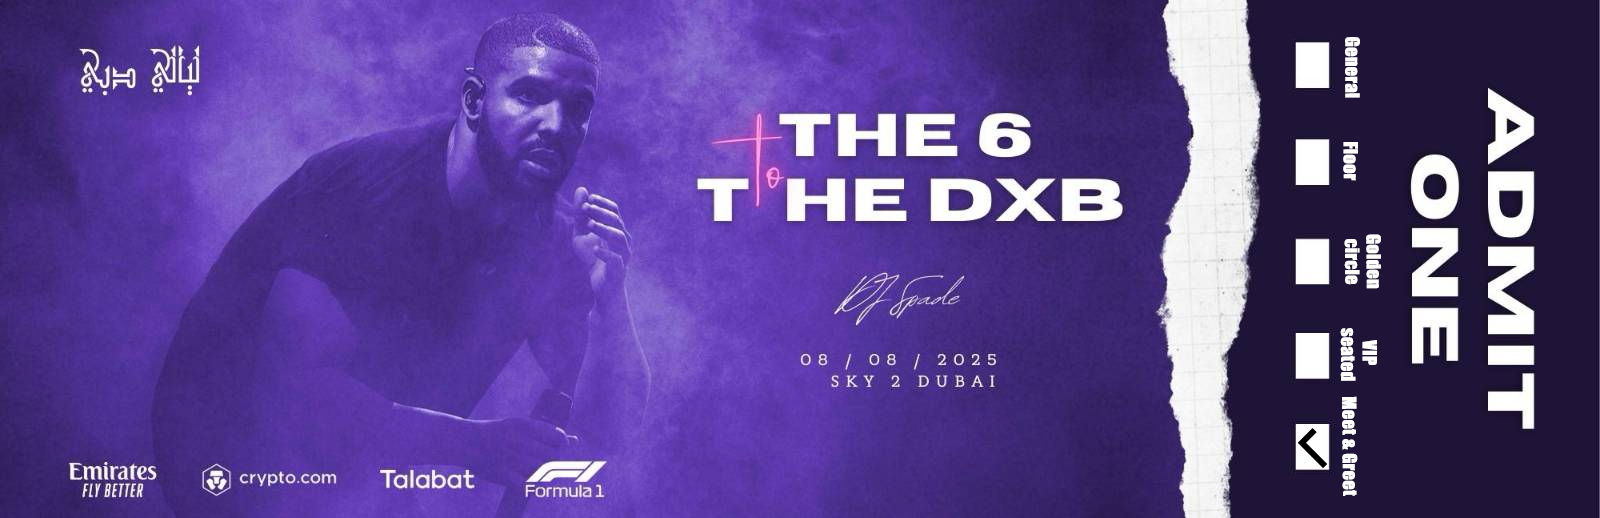 ليالي دبي
THE 6
to
THE DXB
DJ Spade
08 / 08 / 2025
SKY 2 DUBAI
Emirates
FLY BETTER
crypto.com
Talabat
Formula 1
General
Floor
Golden
circle
VIP
seated
Meet & Greet
ADMIT
ONE